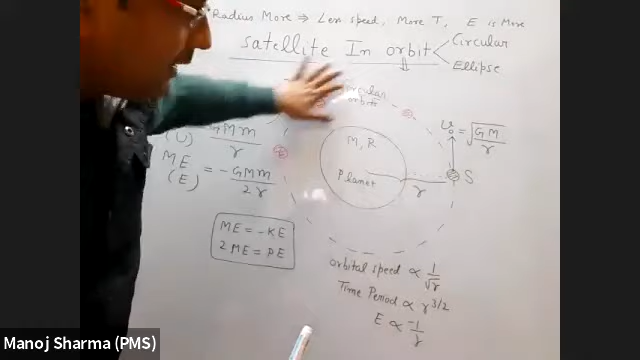 Radius More ⇒ Less speed, More T, E is More
satellite In orbit
Circular
Ellipse
Circular
orbit
v₀ = √(GM/r)
(U) GMm/r
M, R
Planet
r
S
ME = -GMm/2r
(E)
ME = -KE
2ME = PE
orbital speed ∝ 1/√r
Time Period ∝ r^3/2
E ∝ -1/r
Manoj Sharma (PMS)